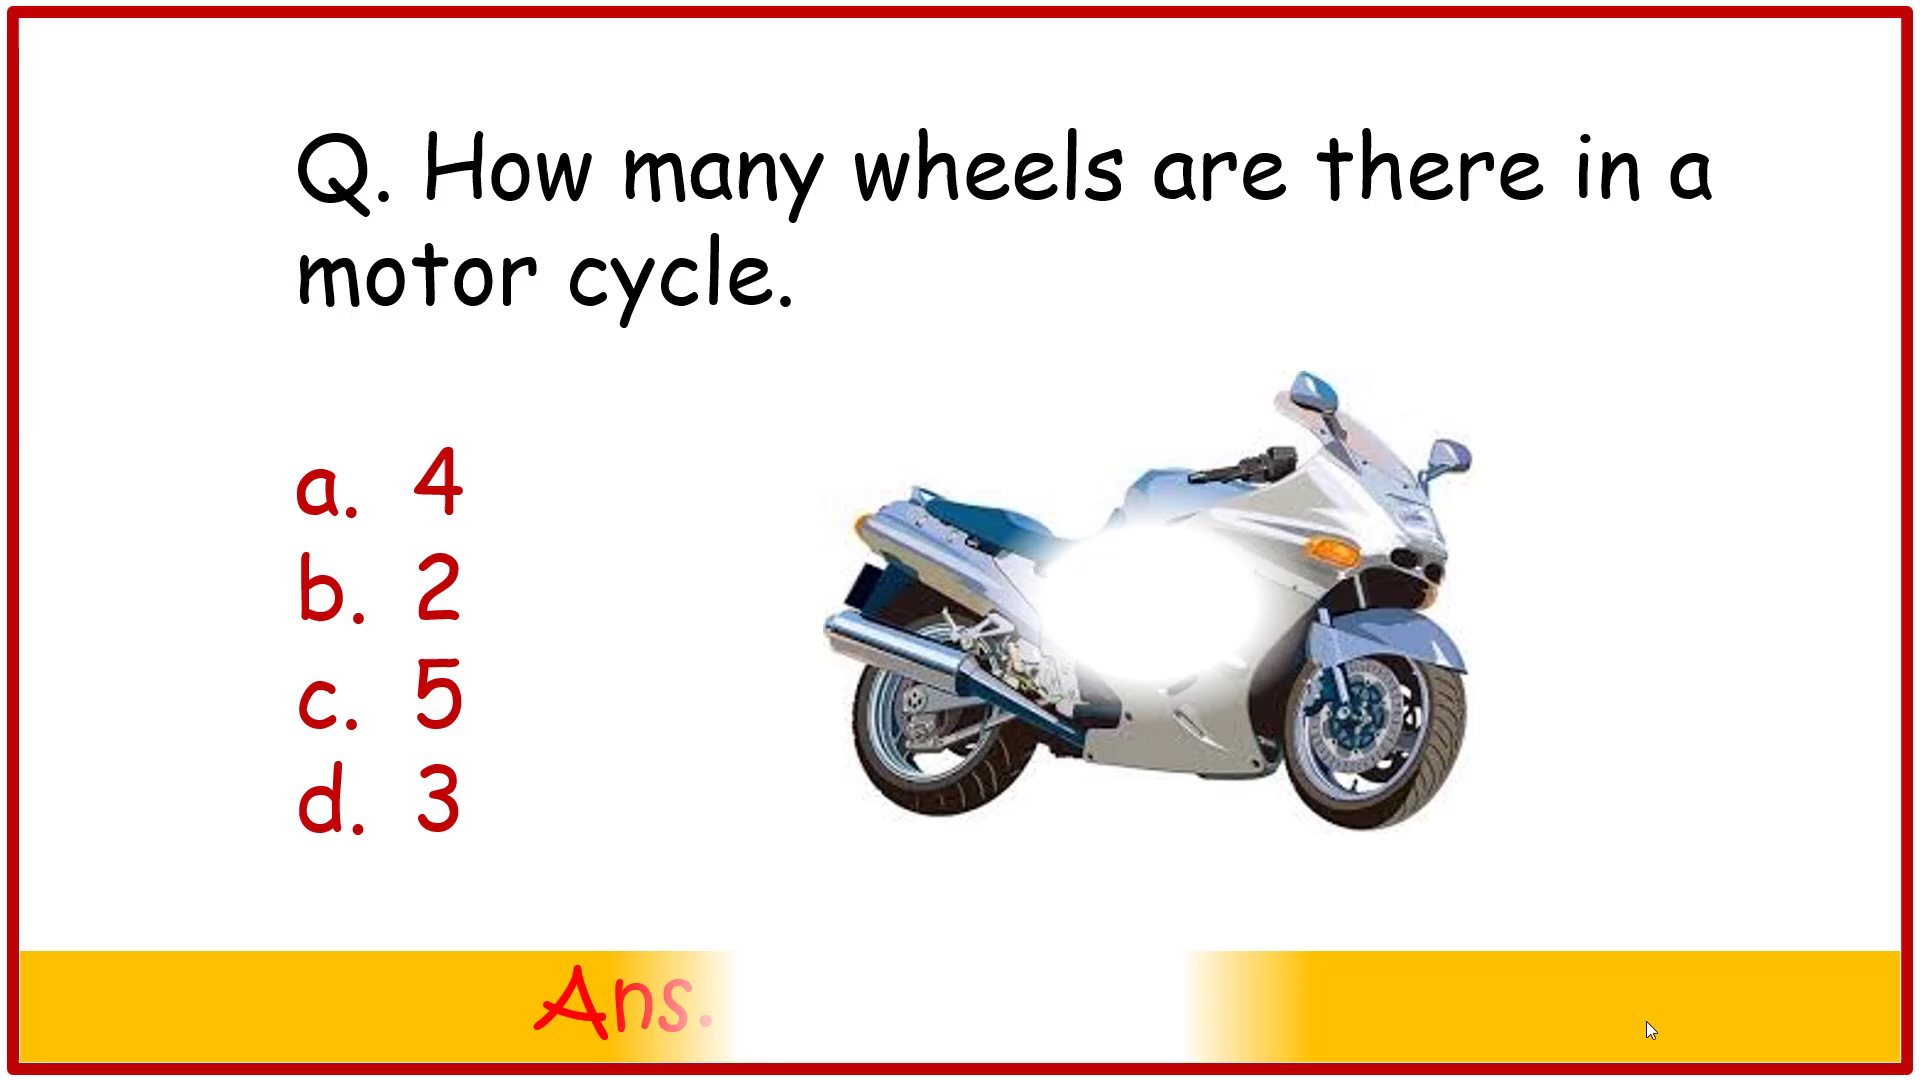 Q. How many wheels are there in a
motor cycle.
a. 4
b. 2
c. 5
d. 3
Ans.